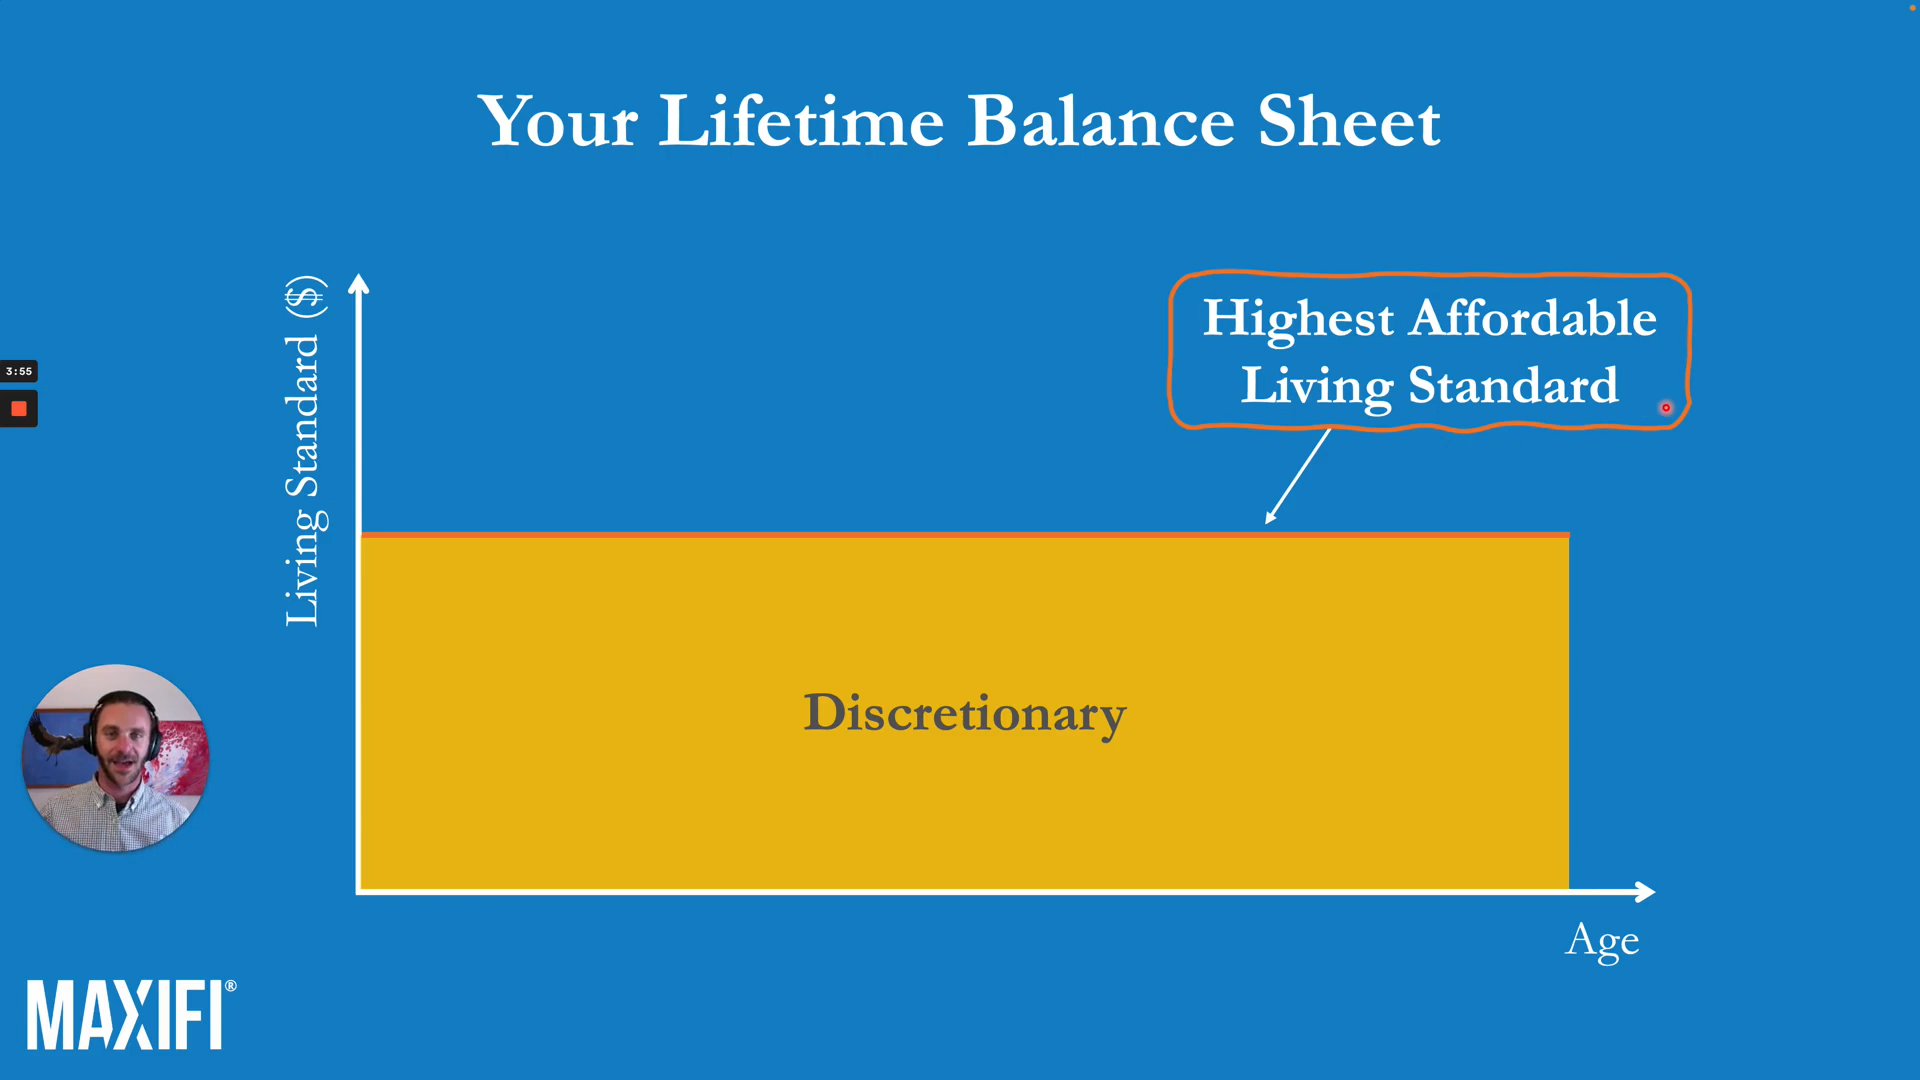 Your Lifetime Balance Sheet
Living Standard ($)
Highest Affordable
Living Standard
3:55
Discretionary
Age
MAXIFI®